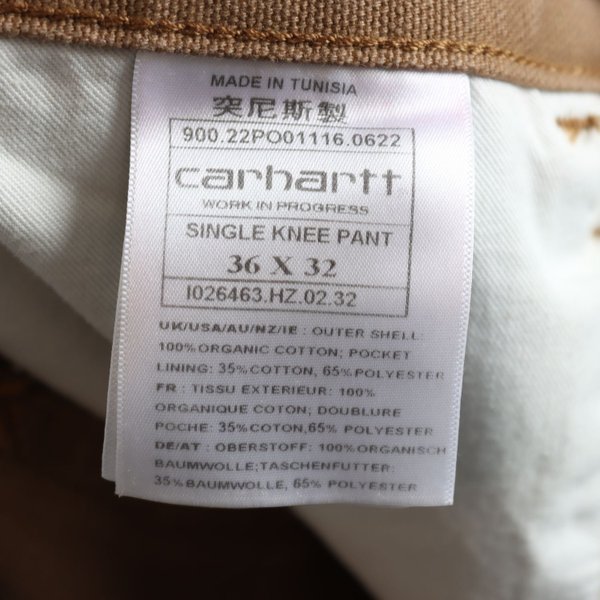 MADE IN TUNISIA
突尼斯製
900.22PO01116.0622
carhartt
WORK IN PROGRESS
SINGLE KNEE PANT
36 X 32
I026463.HZ.02.32
UK/USA/AU/NZ/IE : OUTER SHELL:
100% ORGANIC COTTON; POCKET
LINING: 35% COTTON, 65% POLYESTER
FR : TISSU EXTERIEUR: 100%
ORGANIQUE COTON, DOUBLURE
POCHE: 35% COTON, 65% POLYESTER
DE/AT : OBERSTOFF: 100% ORGANISCH
BAUMWOLLE; TASCHENFUTTER:
35% BAUMWOLLE, 65% POLYESTER